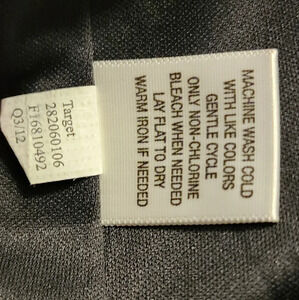 Target
282060106
F16810492
Q3/12
MACHINE WASH COLD
WITH LIKE COLORS
GENTLE CYCLE
ONLY NON-CHLORINE
BLEACH WHEN NEEDED
LAY FLAT TO DRY
WARM IRON IF NEEDED